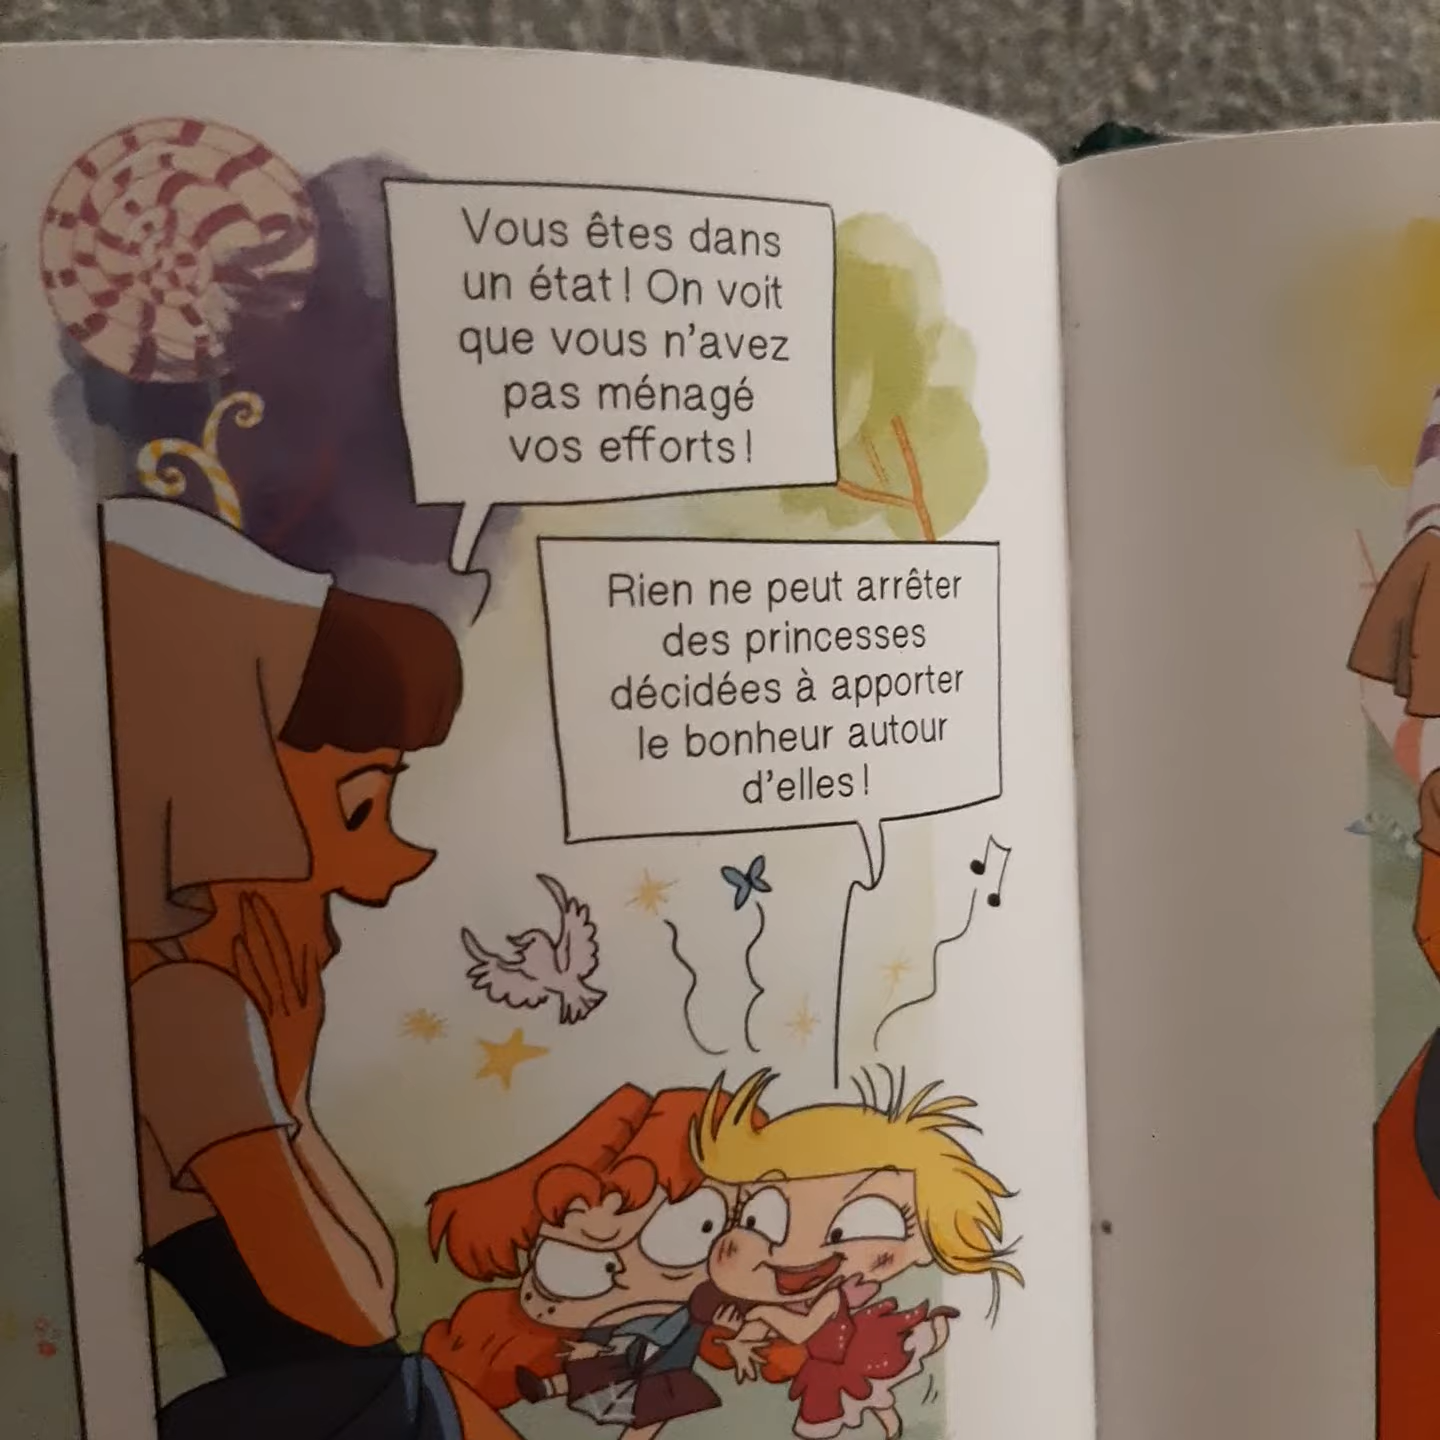 Vous êtes dans
un état ! On voit
que vous n'avez
pas ménagé
vos efforts !
Rien ne peut arrêter
des princesses
décidées à apporter
le bonheur autour
d'elles !